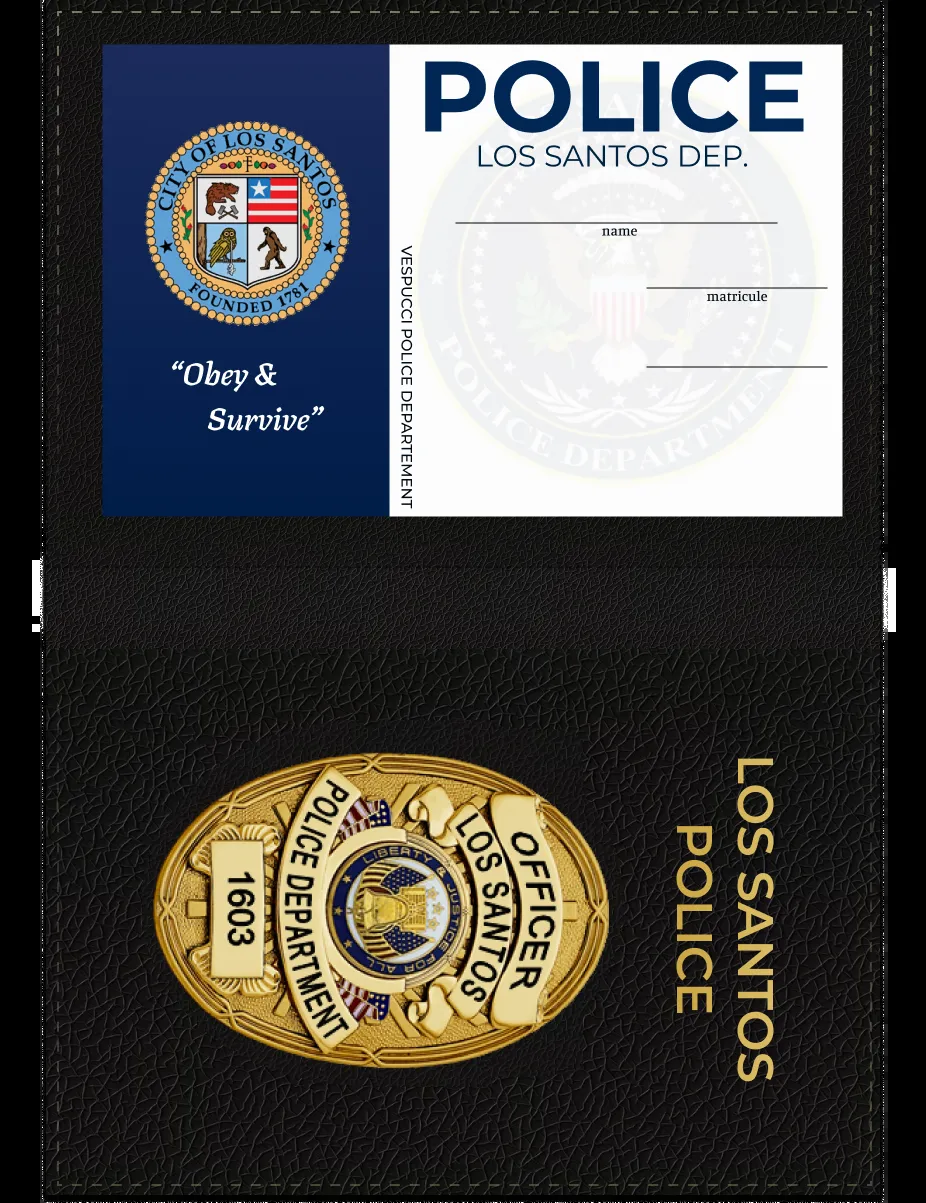 CITY OF LOS SANTOS
FOUNDED 1781
“Obey &
Survive”
POLICE
LOS SANTOS DEP.
name
matricule
VESPUCCI POLICE DEPARTEMENT
POLICE DEPARTMENT
OFFICER
LOS SANTOS
LIBERTY & JUSTICE FOR ALL
POLICE DEPARTMENT
1603
LOS SANTOS
POLICE